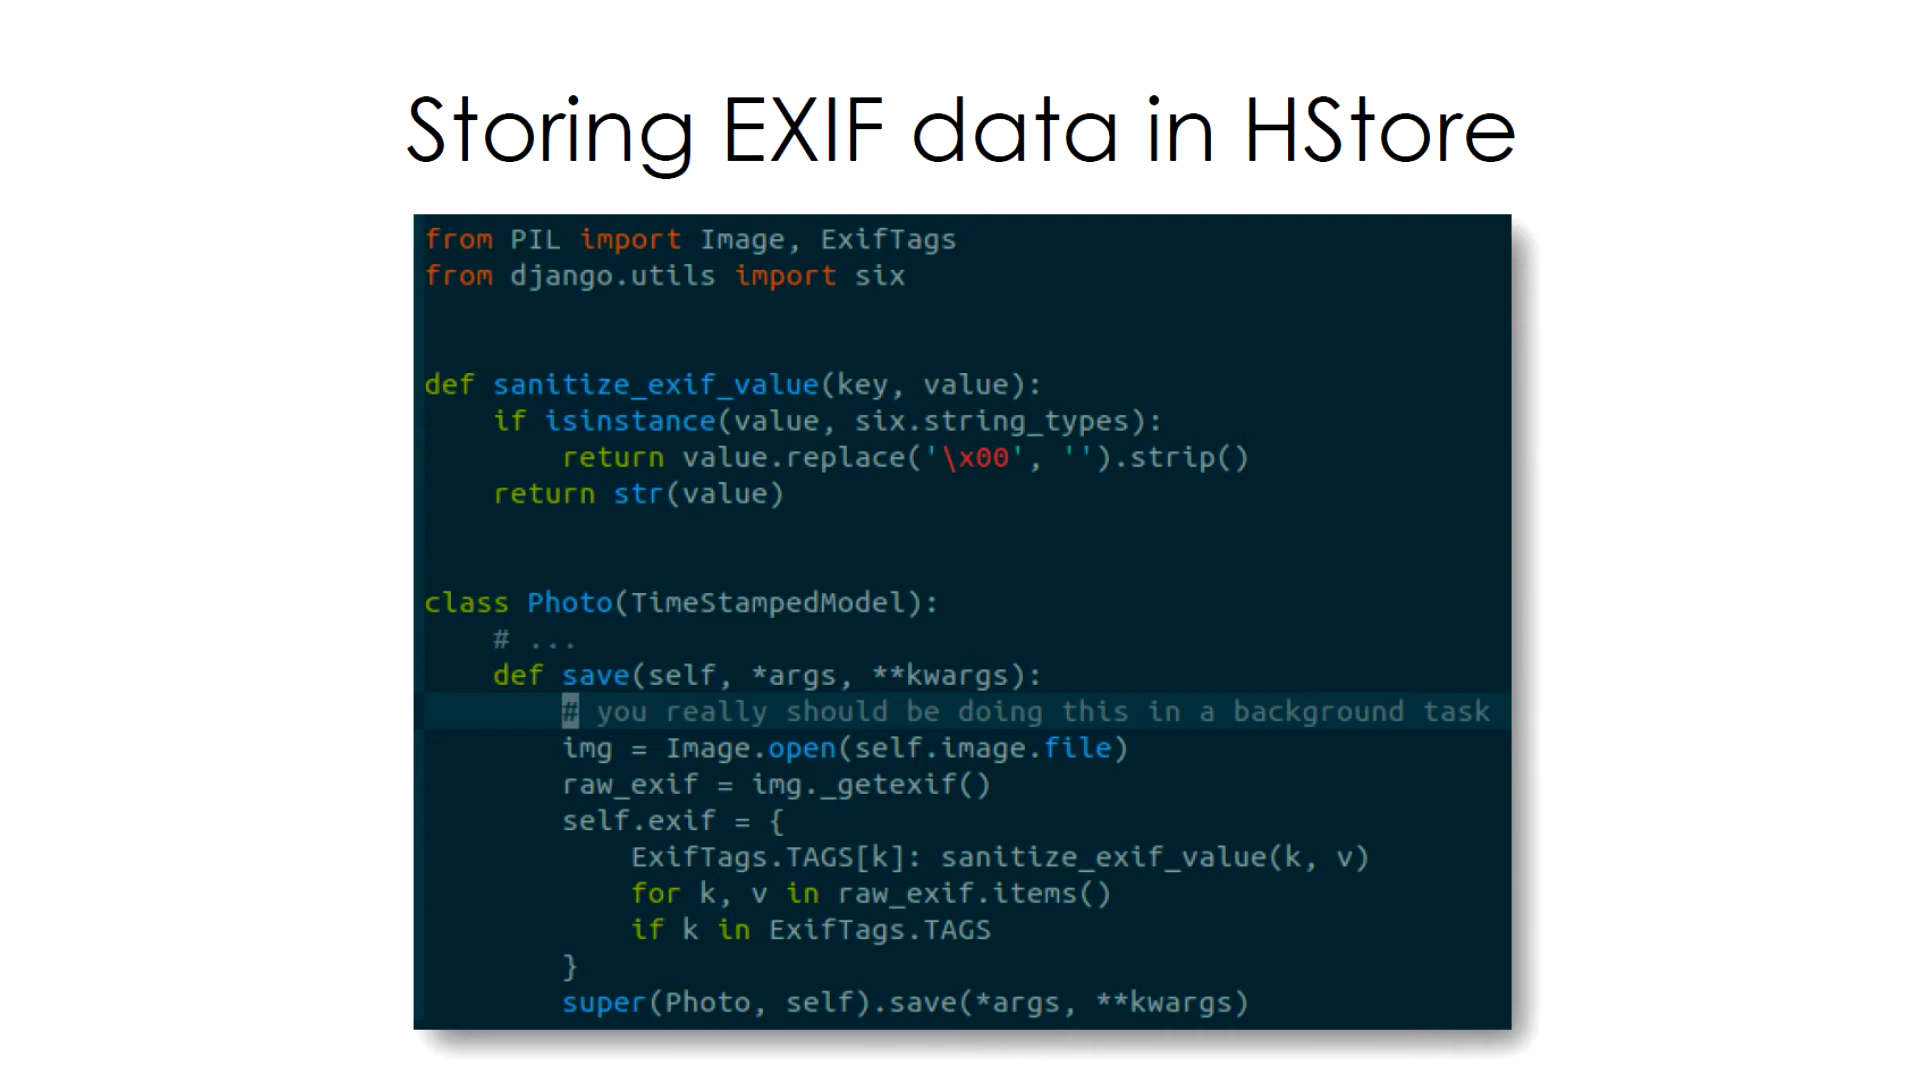 Storing EXIF data in HStore
from PIL import Image, ExifTags
from django.utils import six
def sanitize_exif_value(key, value):
    if isinstance(value, six.string_types):
        return value.replace('\x00', '').strip()
    return str(value)
class Photo(TimeStampedModel):
    # ...
    def save(self, *args, **kwargs):
        # you really should be doing this in a background task
        img = Image.open(self.image.file)
        raw_exif = img._getexif()
        self.exif = {
            ExifTags.TAGS[k]: sanitize_exif_value(k, v)
            for k, v in raw_exif.items()
            if k in ExifTags.TAGS
        }
        super(Photo, self).save(*args, **kwargs)